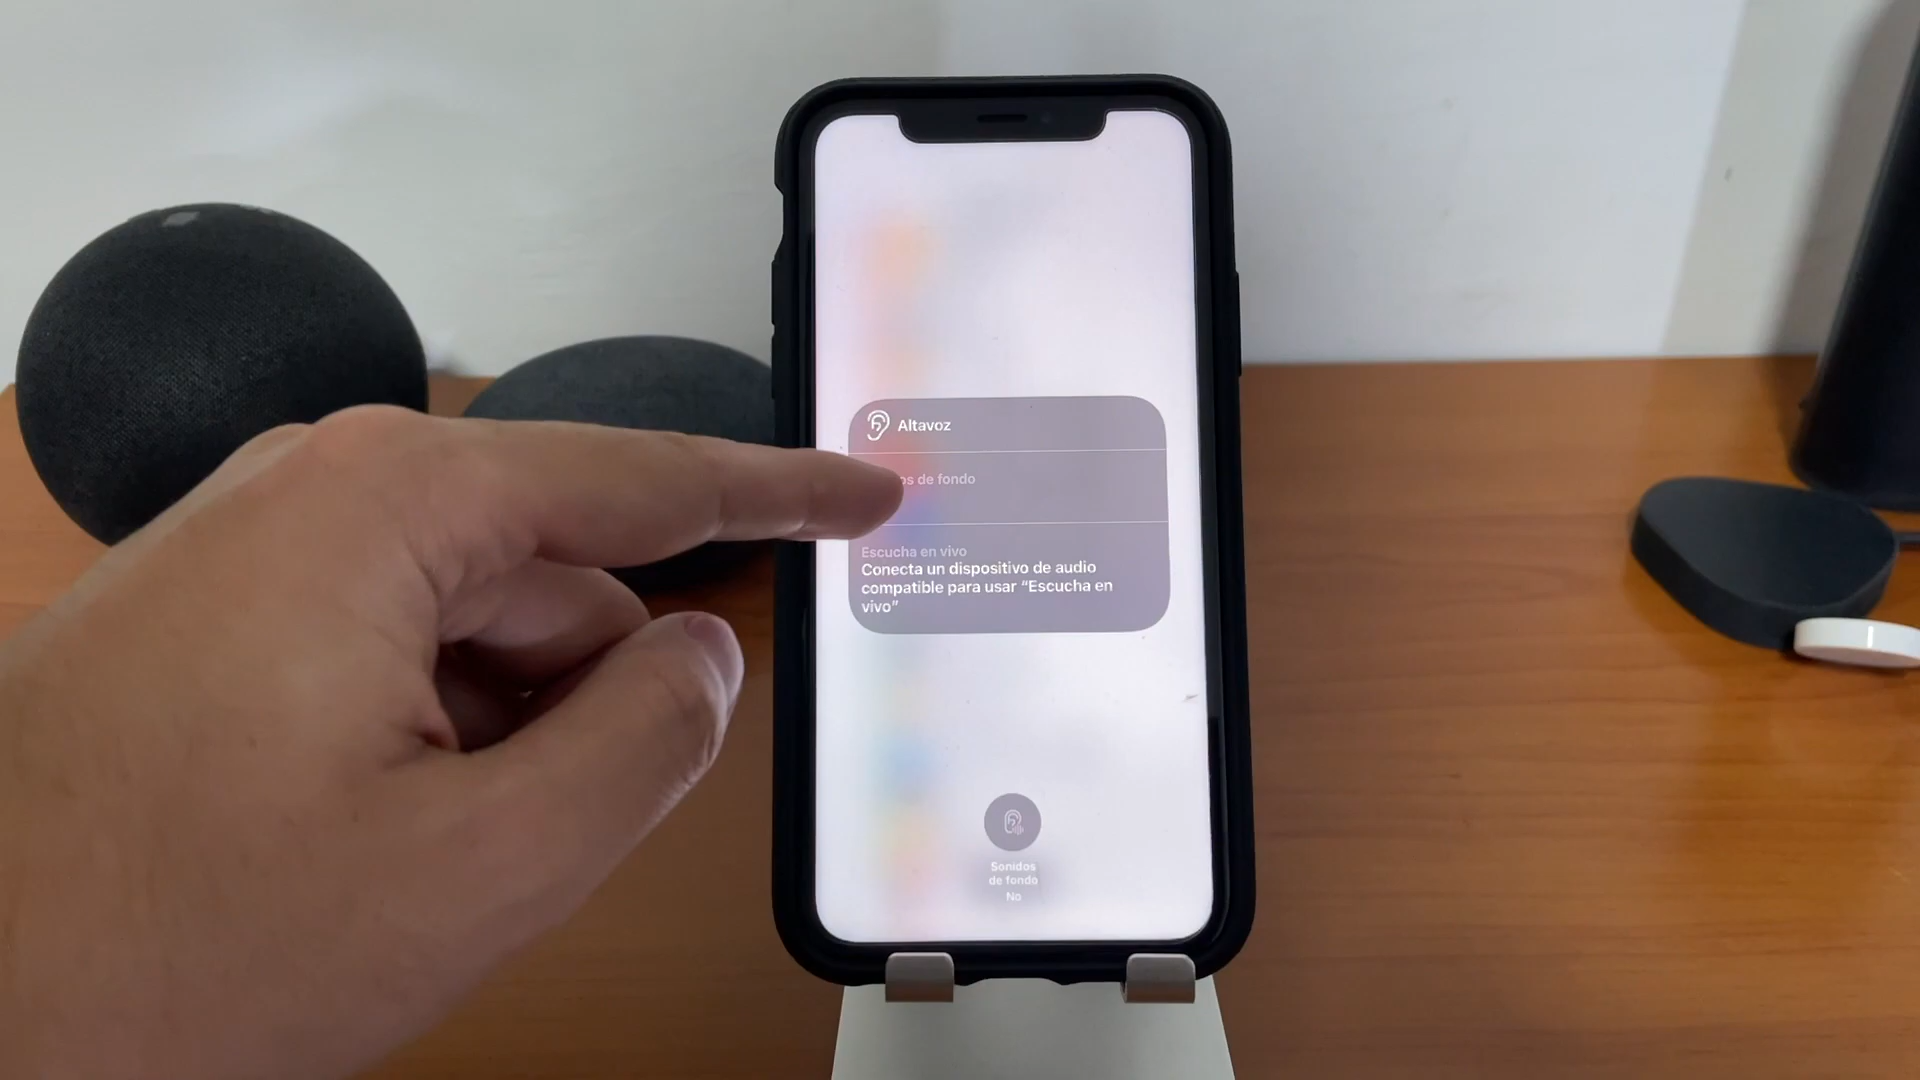 Altavoz
de fondo
Escucha en vivo
Conecta un dispositivo de audio
compatible para usar “Escucha en
vivo”
Sonidos
de fondo
No